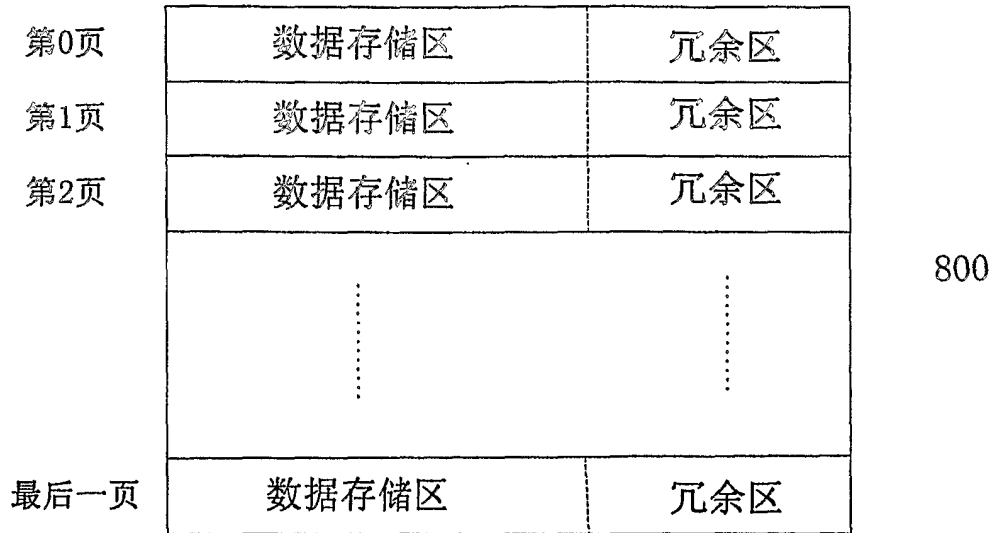 第0页 数据存储区 冗余区
第1页 数据存储区 冗余区
第2页 数据存储区 冗余区
800
最后一页 数据存储区 冗余区